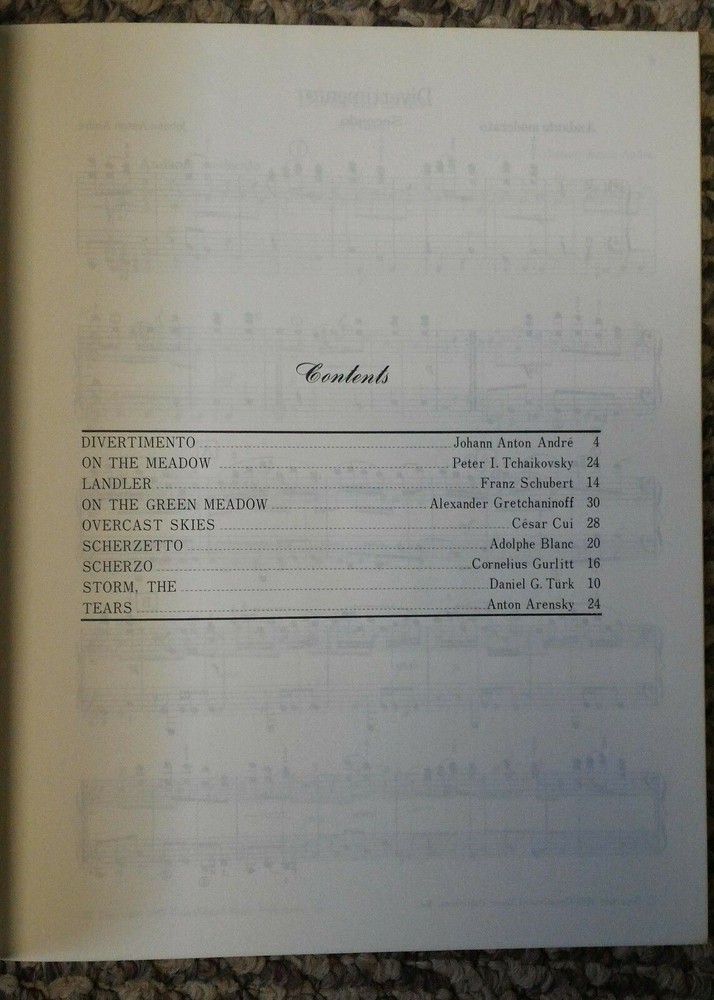 Contents
DIVERTIMENTO Johann Anton André 4
ON THE MEADOW Peter I. Tchaikovsky 24
LANDLER Franz Schubert 14
ON THE GREEN MEADOW Alexander Gretchaninoff 30
OVERCAST SKIES César Cui 28
SCHERZETTO Adolphe Blanc 20
SCHERZO Cornelius Gurlitt 16
STORM, THE Daniel G. Türk 10
TEARS Anton Arensky 24